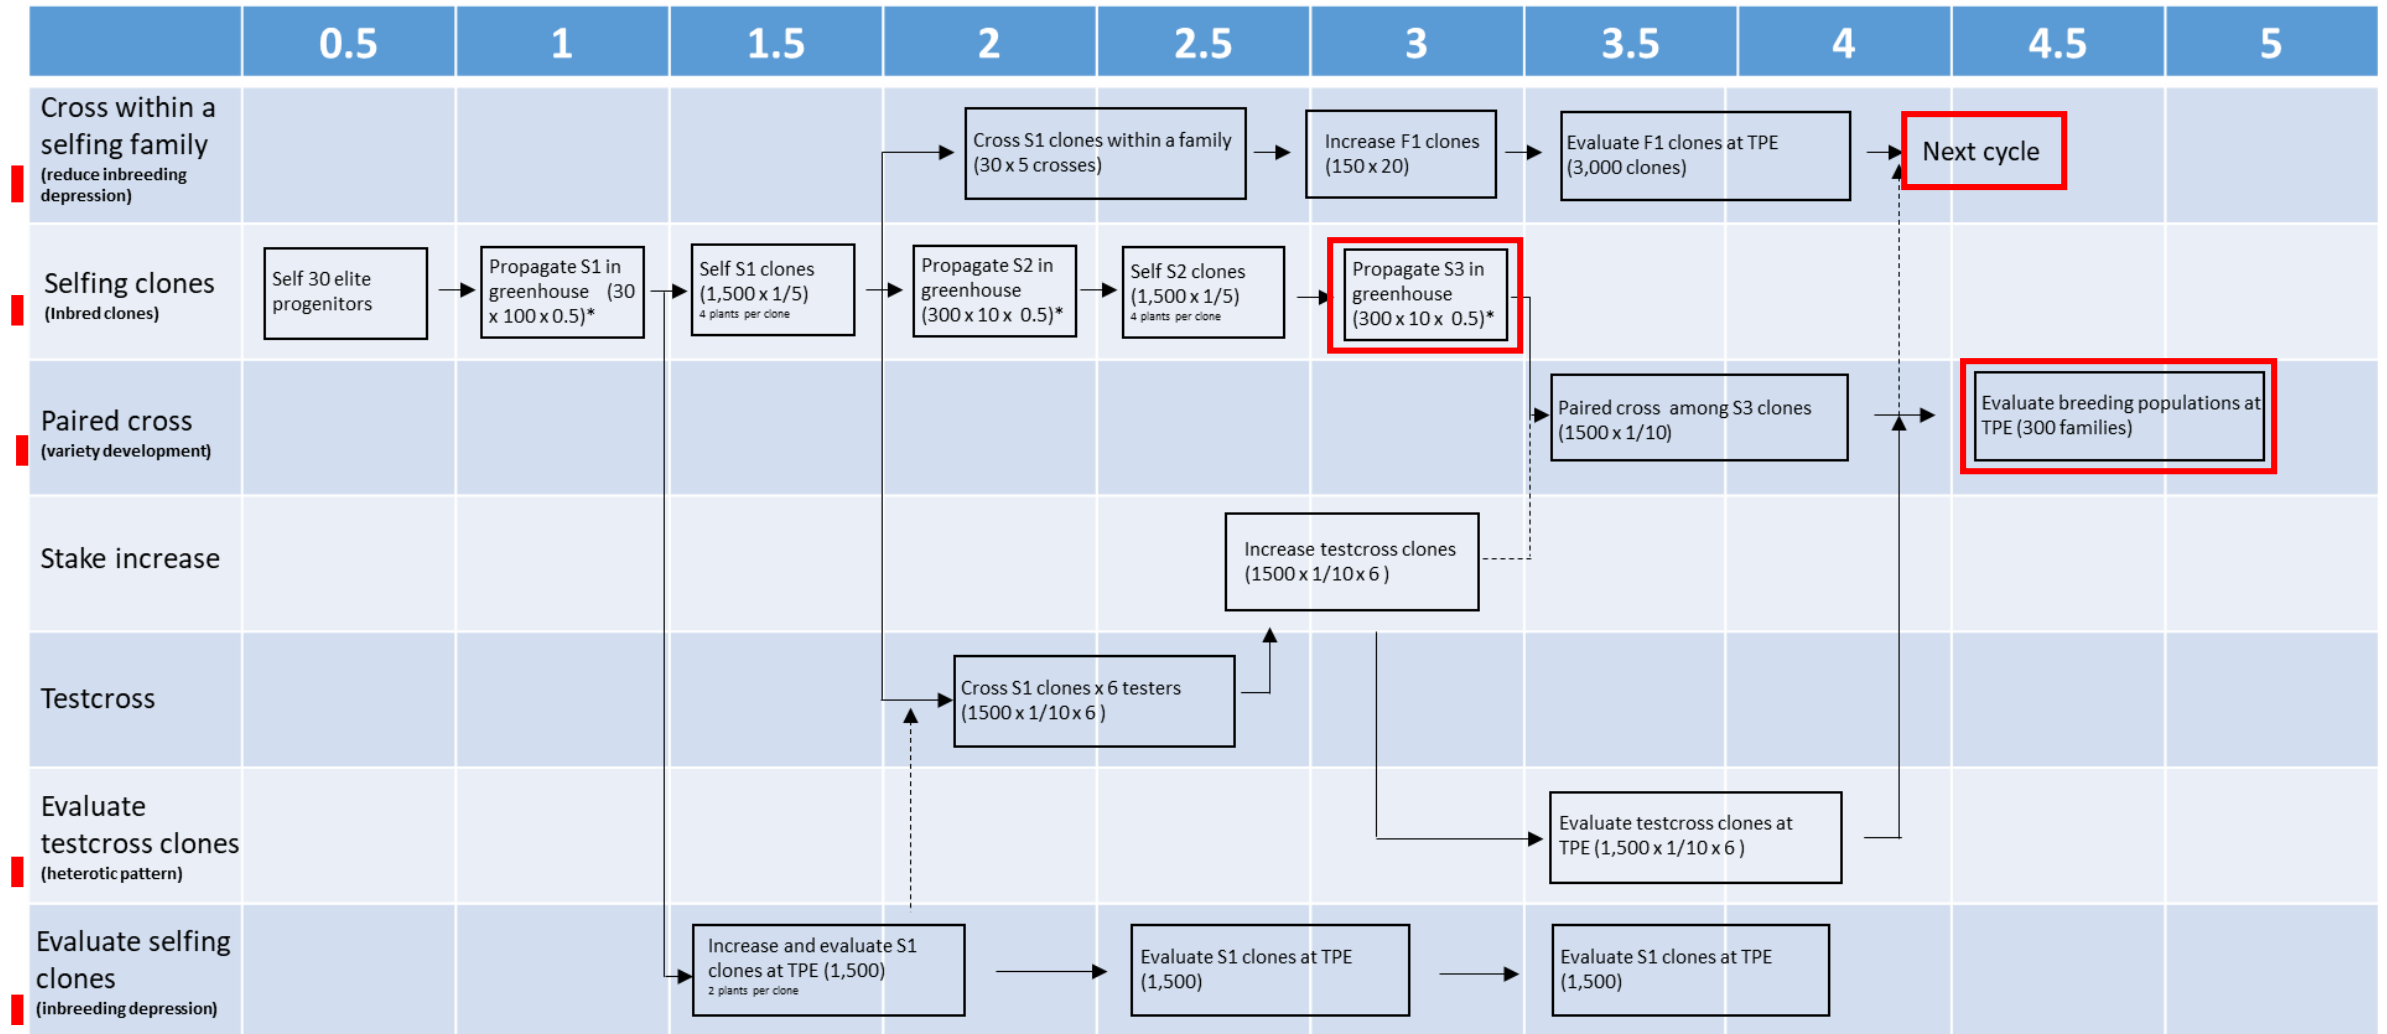 0.5 1 1.5 2 2.5 3 3.5 4 4.5 5
Cross within a
selfing family
(reduce inbreeding
depression)
Cross S1 clones within a family
(30 x 5 crosses)
Increase F1 clones
(150 x 20)
Evaluate F1 clones at TPE
(3,000 clones)
Next cycle
Selfing clones
(Inbred clones)
Self 30 elite
progenitors
Propagate S1 in
greenhouse (30
x 100 x 0.5)*
Self S1 clones
(1,500 x 1/5)
4 plants per clone
Propagate S2 in
greenhouse
(300 x 10 x 0.5)*
Self S2 clones
(1,500 x 1/5)
4 plants per clone
Propagate S3 in
greenhouse
(300 x 10 x 0.5)*
Paired cross
(variety development)
Paired cross among S3 clones
(1500 x 1/10)
Evaluate breeding populations at
TPE (300 families)
Stake increase
Increase testcross clones
(1500 x 1/10 x 6 )
Testcross
Cross S1 clones x 6 testers
(1500 x 1/10 x 6 )
Evaluate
testcross clones
(heterotic pattern)
Evaluate testcross clones at
TPE (1,500 x 1/10 x 6 )
Evaluate selfing
clones
(inbreeding depression)
Increase and evaluate S1
clones at TPE (1,500)
2 plants per clone
Evaluate S1 clones at TPE
(1,500)
Evaluate S1 clones at TPE
(1,500)